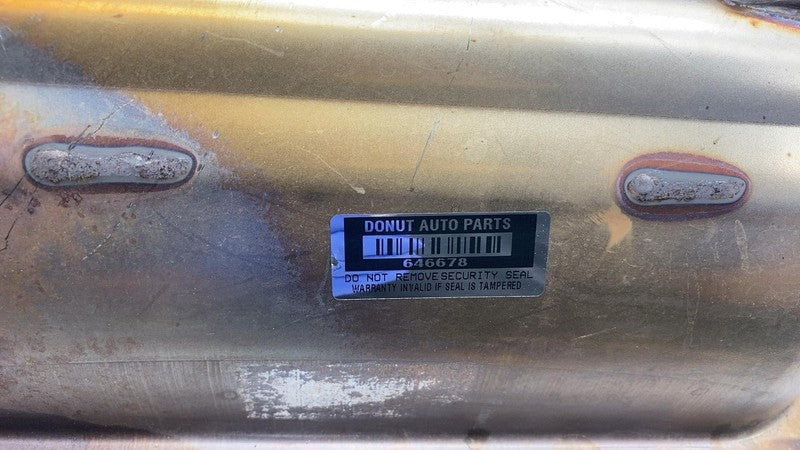 DONUT AUTO PARTS
646678
DO NOT REMOVE SECURITY SEAL
WARRANTY INVALID IF SEAL IS TAMPERED